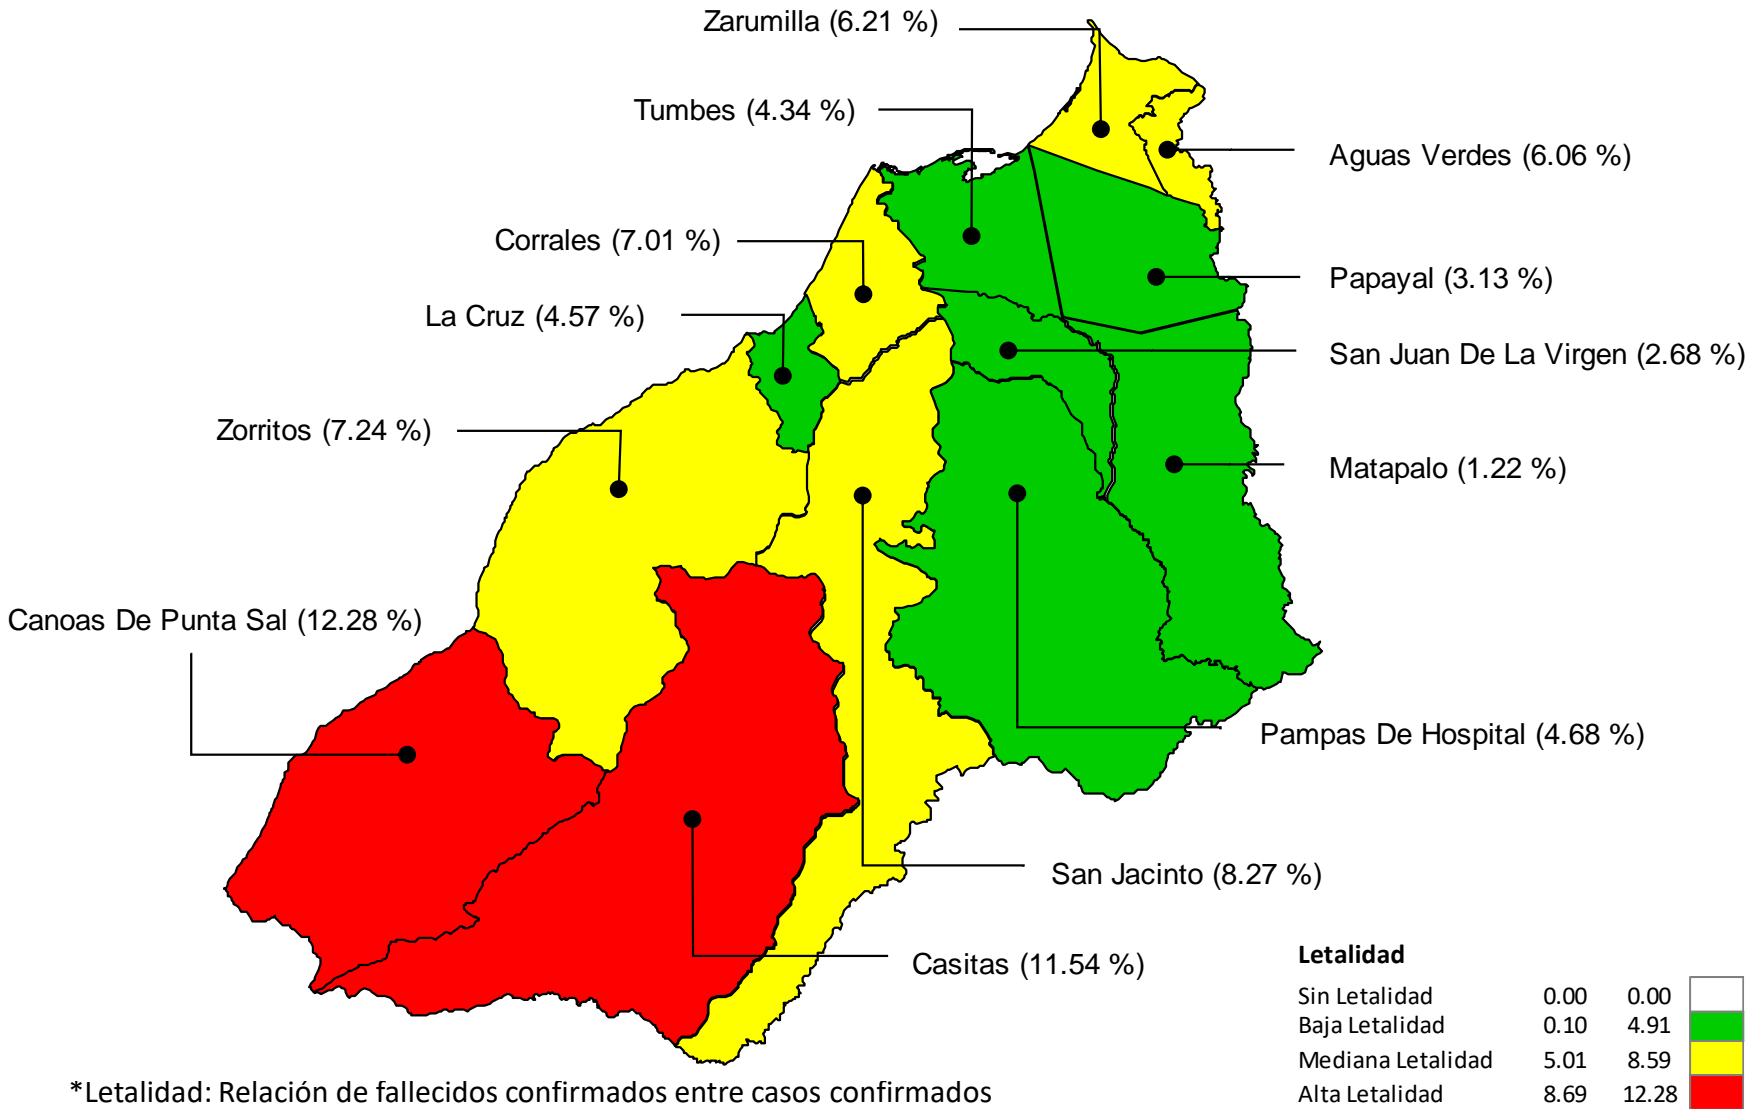 Zarumilla (6.21 %)
Tumbes (4.34 %)
Aguas Verdes (6.06 %)
Corrales (7.01 %)
Papayal (3.13 %)
La Cruz (4.57 %)
San Juan De La Virgen (2.68 %)
Zorritos (7.24 %)
Matapalo (1.22 %)
Canoas De Punta Sal (12.28 %)
Pampas De Hospital (4.68 %)
San Jacinto (8.27 %)
Casitas (11.54 %)
Letalidad
Sin Letalidad 0.00 0.00
Baja Letalidad 0.10 4.91
Mediana Letalidad 5.01 8.59
Alta Letalidad 8.69 12.28
*Letalidad: Relación de fallecidos confirmados entre casos confirmados